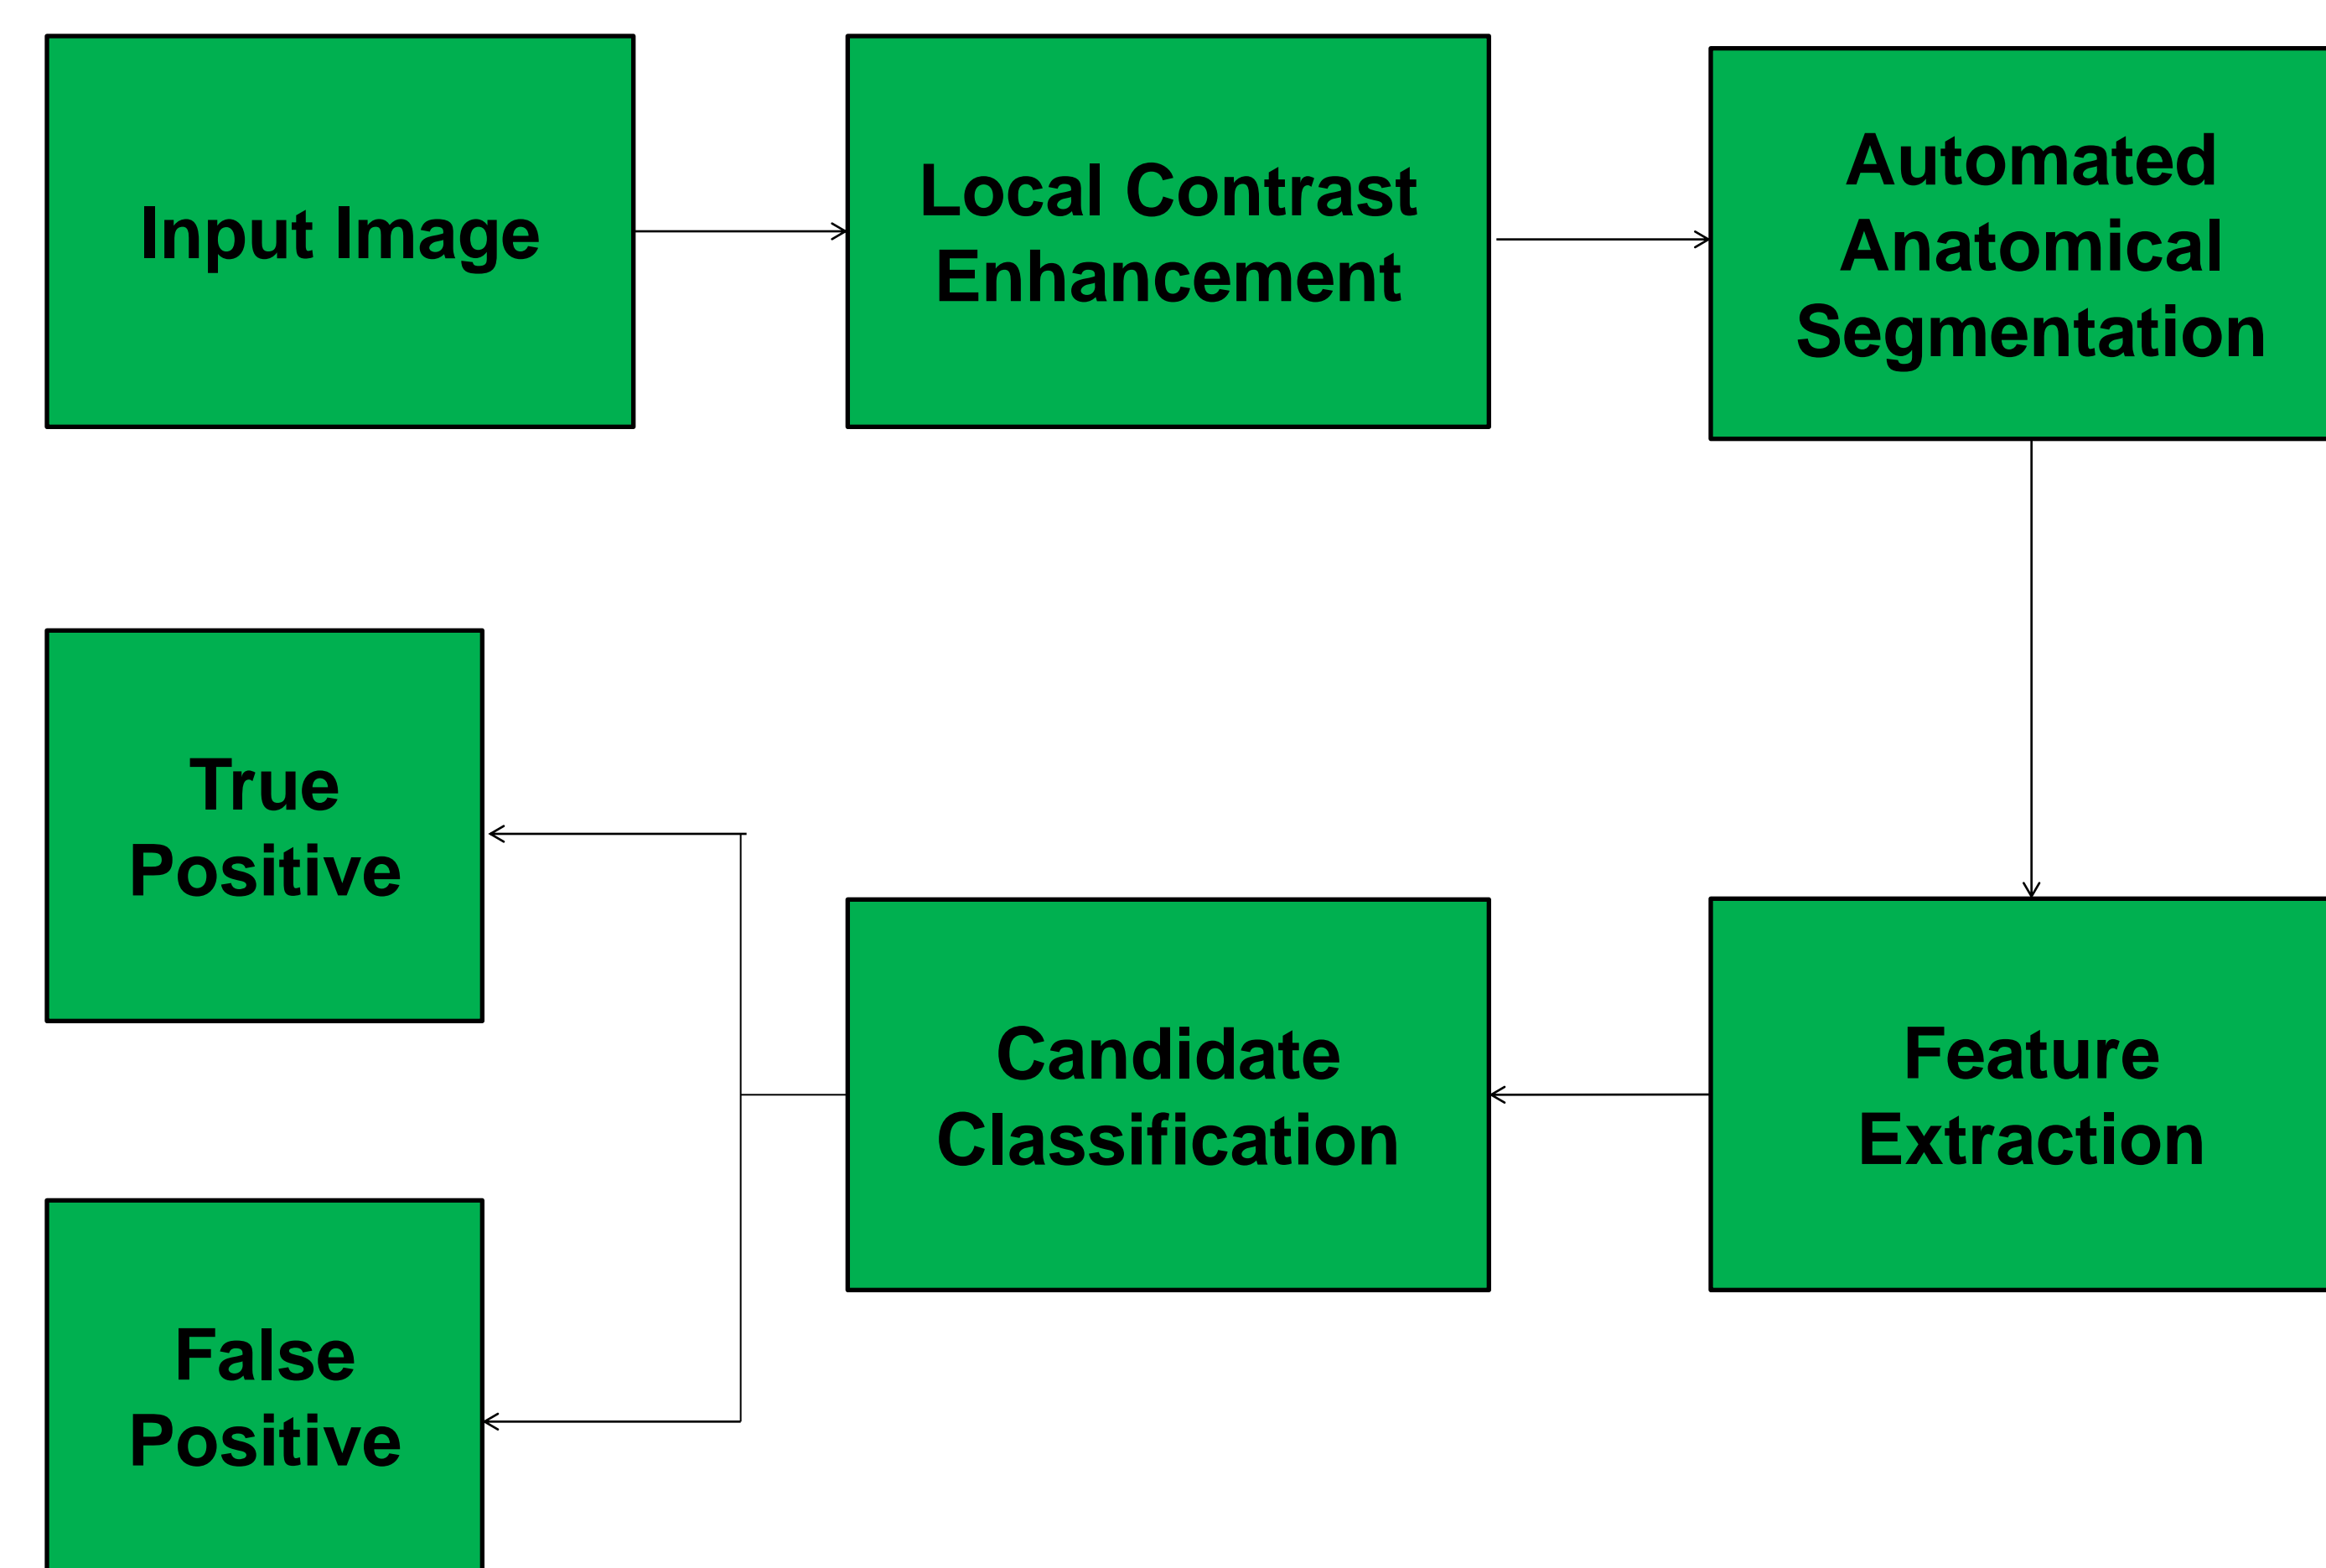 Input Image
Local Contrast
Enhancement
Automated
Anatomical
Segmentation
True
Positive
Candidate
Classification
Feature
Extraction
False
Positive